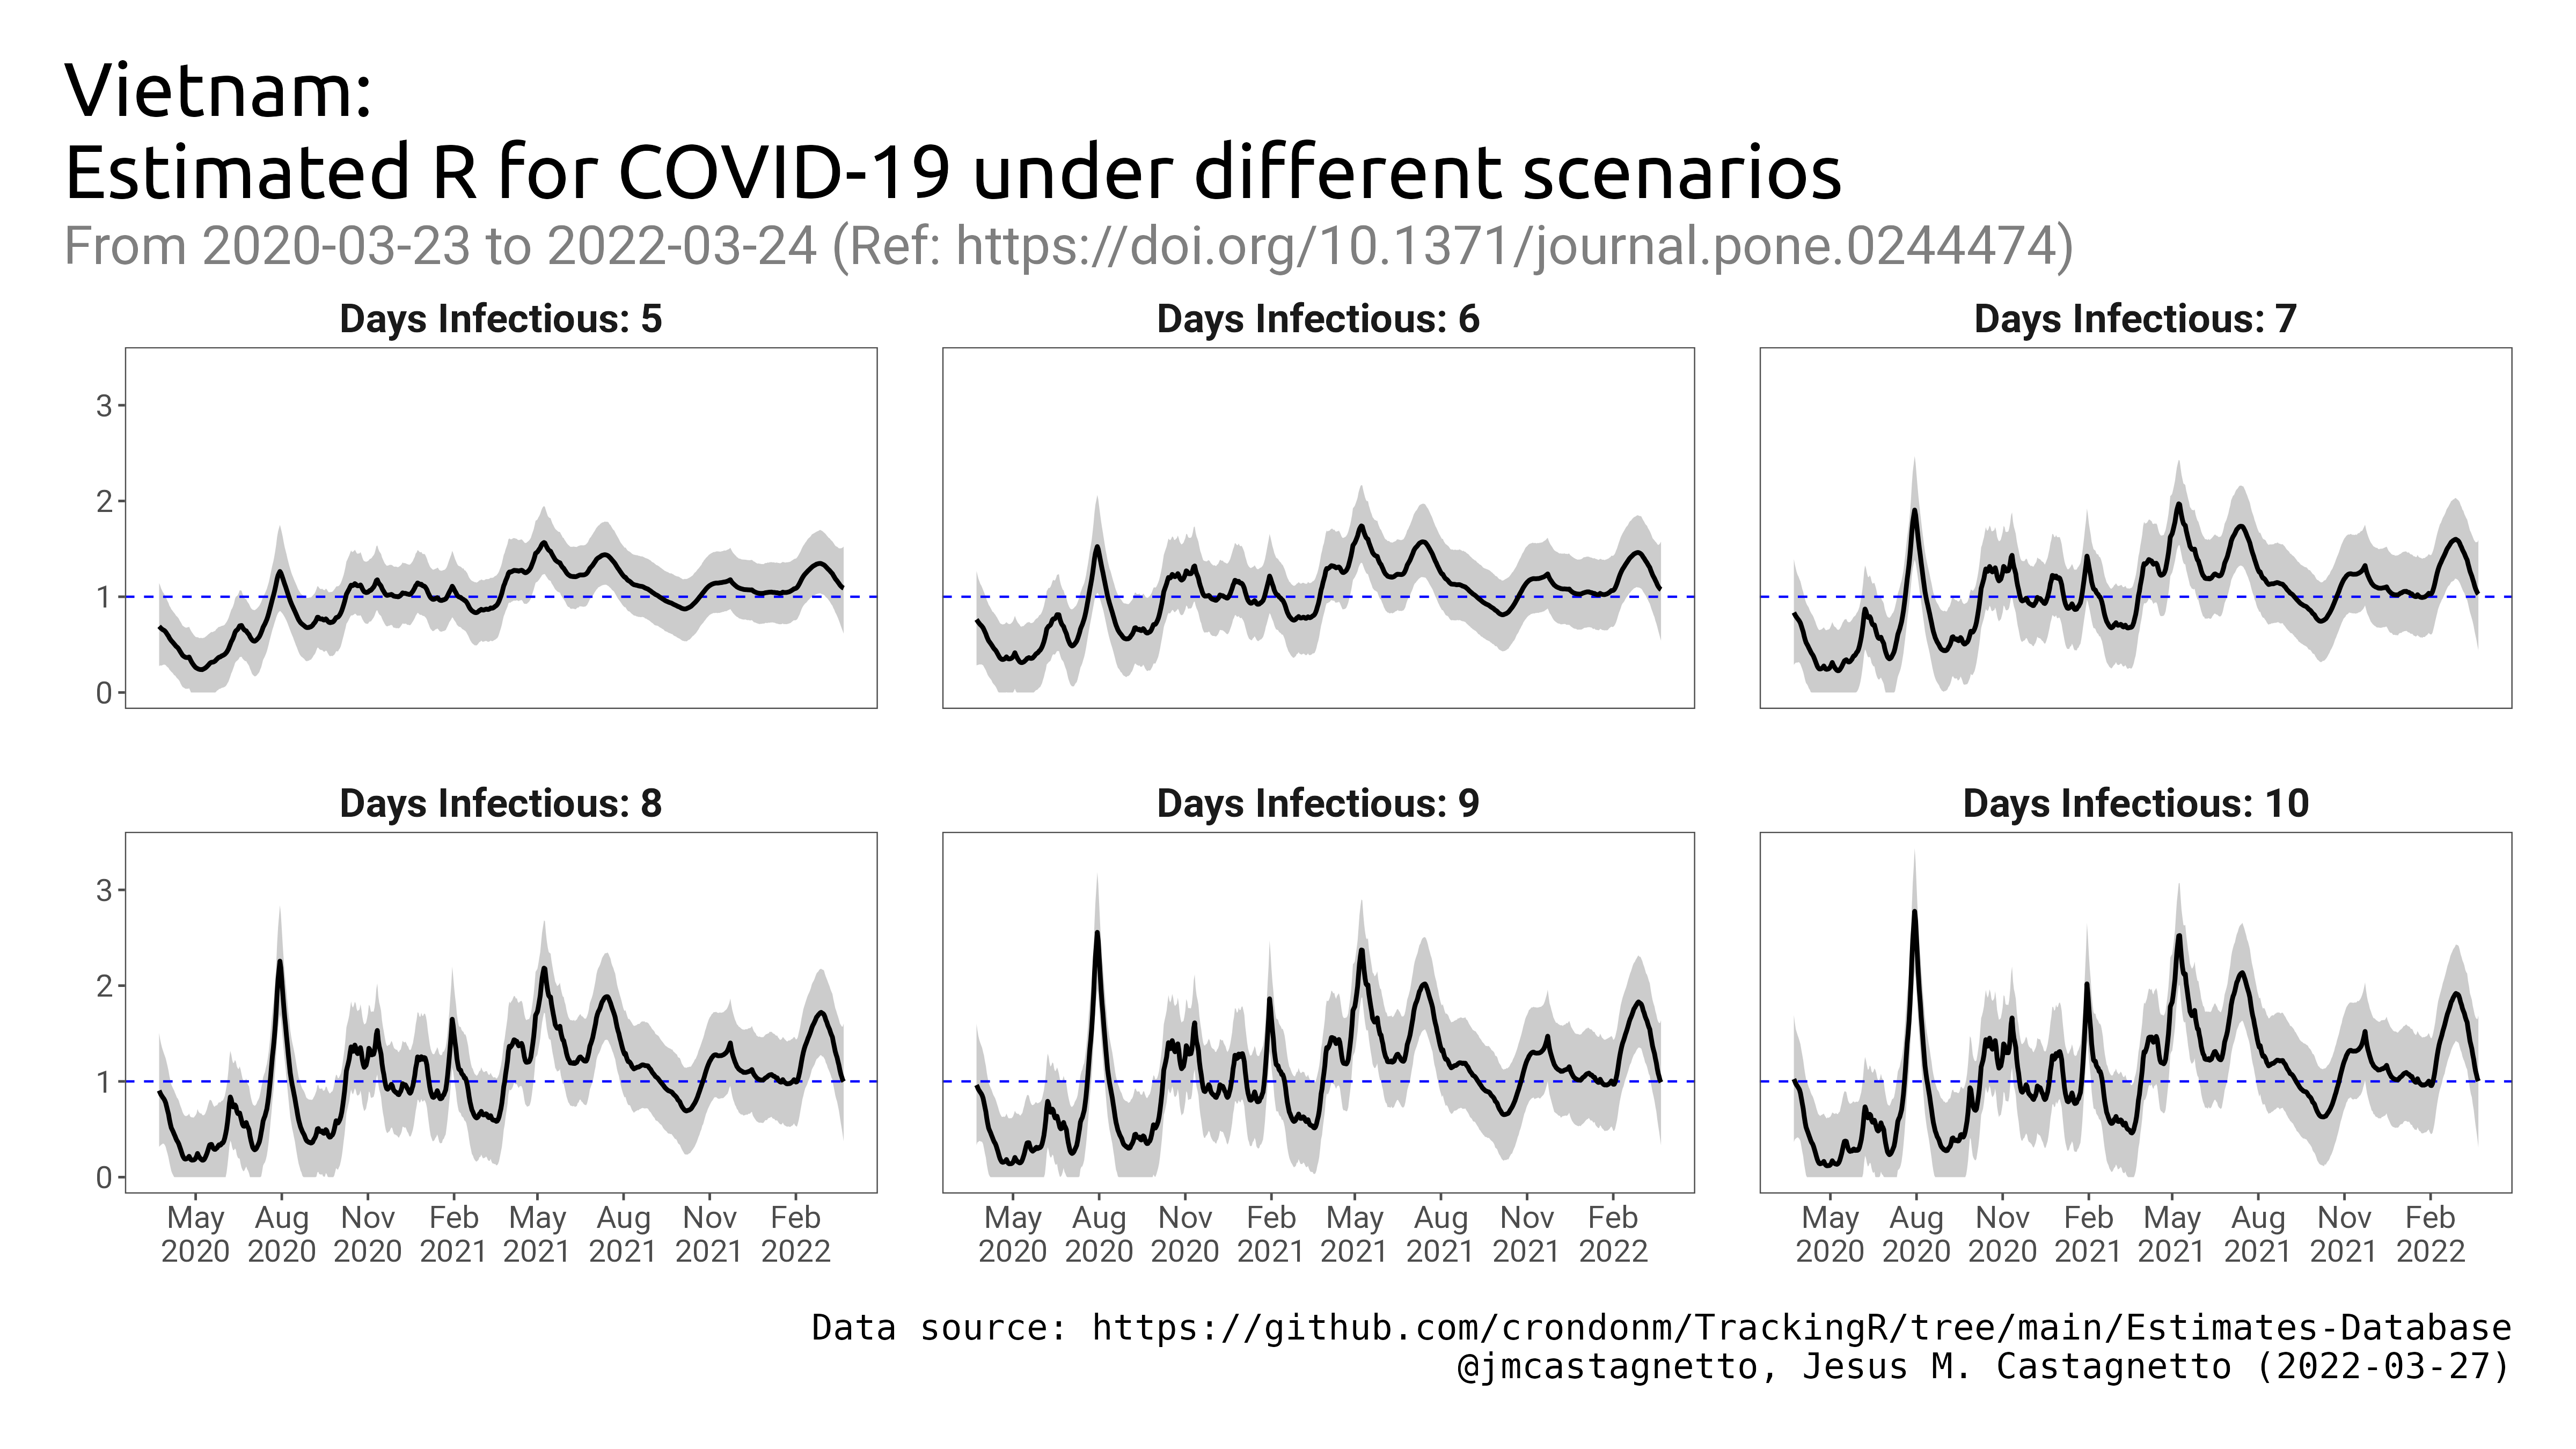 Vietnam:
Estimated R for COVID-19 under different scenarios
From 2020-03-23 to 2022-03-24 (Ref: https://doi.org/10.1371/journal.pone.0244474)
Days Infectious: 5
Days Infectious: 6
Days Infectious: 7
3
2
1
0
Days Infectious: 8
Days Infectious: 9
Days Infectious: 10
3
2
1
0
May Aug Nov Feb May Aug Nov Feb
2020 2020 2020 2021 2021 2021 2021 2022
May Aug Nov Feb May Aug Nov Feb
2020 2020 2020 2021 2021 2021 2021 2022
May Aug Nov Feb May Aug Nov Feb
2020 2020 2020 2021 2021 2021 2021 2022
Data source: https://github.com/crondonm/TrackingR/tree/main/Estimates-Database
@jmcastagnetto, Jesus M. Castagnetto (2022-03-27)